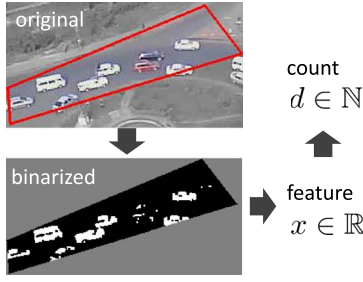 original
binarized
count
d ∈ ℕ
feature
x ∈ ℝ